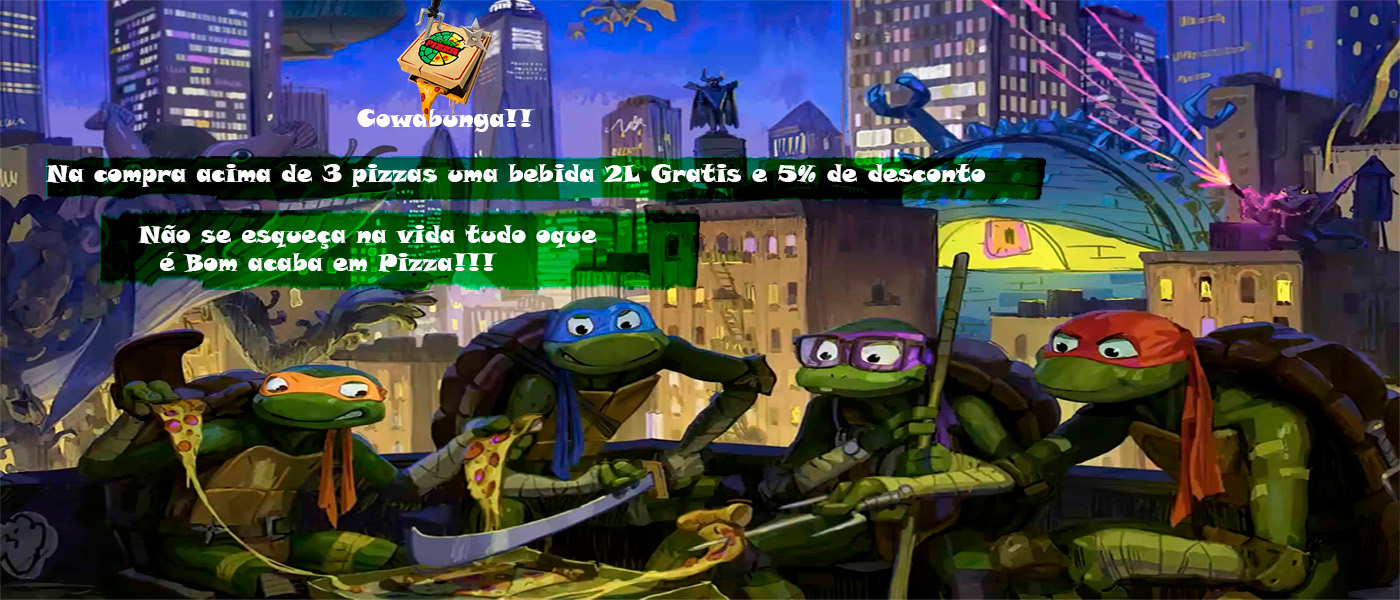 PIZZA
Cowabunga!!
Na compra acima de 3 pizzas uma bebida 2L Gratis e 5% de desconto
Não se esqueça na vida tudo oque
é Bom acaba em Pizza!!!